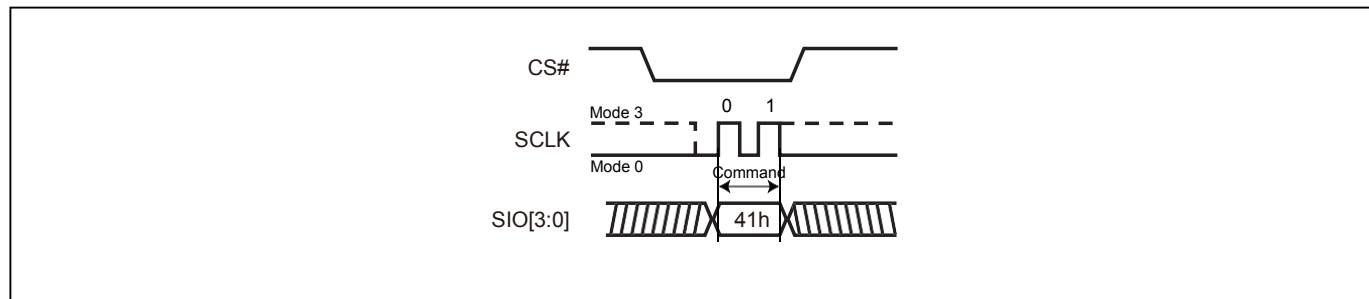 CS#
Mode 3
0 1
SCLK
Mode 0
Command
SIO[3:0]
41h